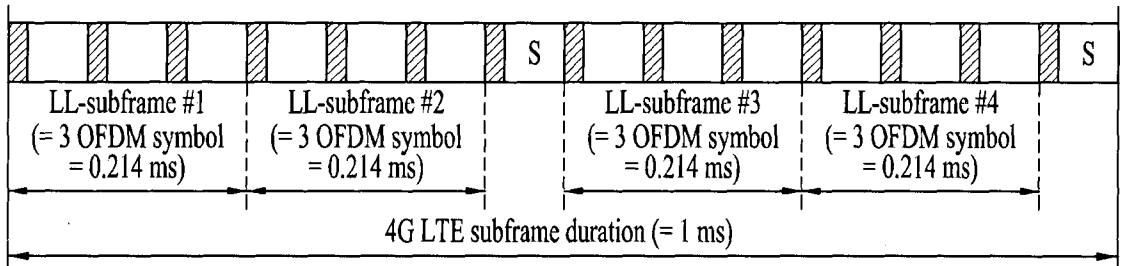 S S
LL-subframe #1 LL-subframe #2 LL-subframe #3 LL-subframe #4
(= 3 OFDM symbol (= 3 OFDM symbol (= 3 OFDM symbol (= 3 OFDM symbol
= 0.214 ms) = 0.214 ms) = 0.214 ms) = 0.214 ms)
4G LTE subframe duration (= 1 ms)